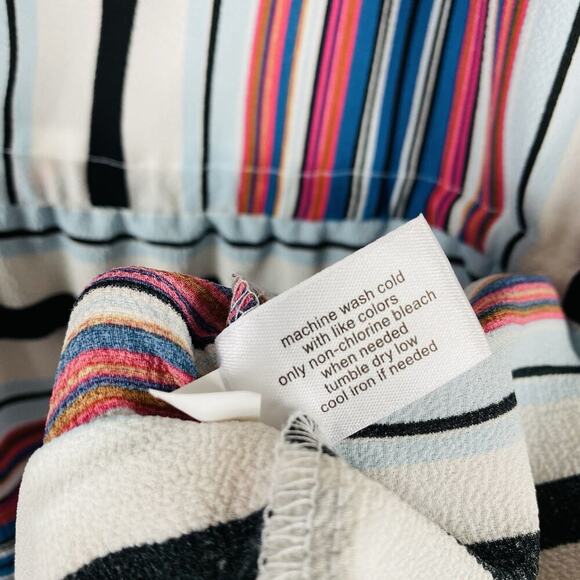 machine wash cold
with like colors
only non-chlorine bleach
when needed
tumble dry low
cool iron if needed